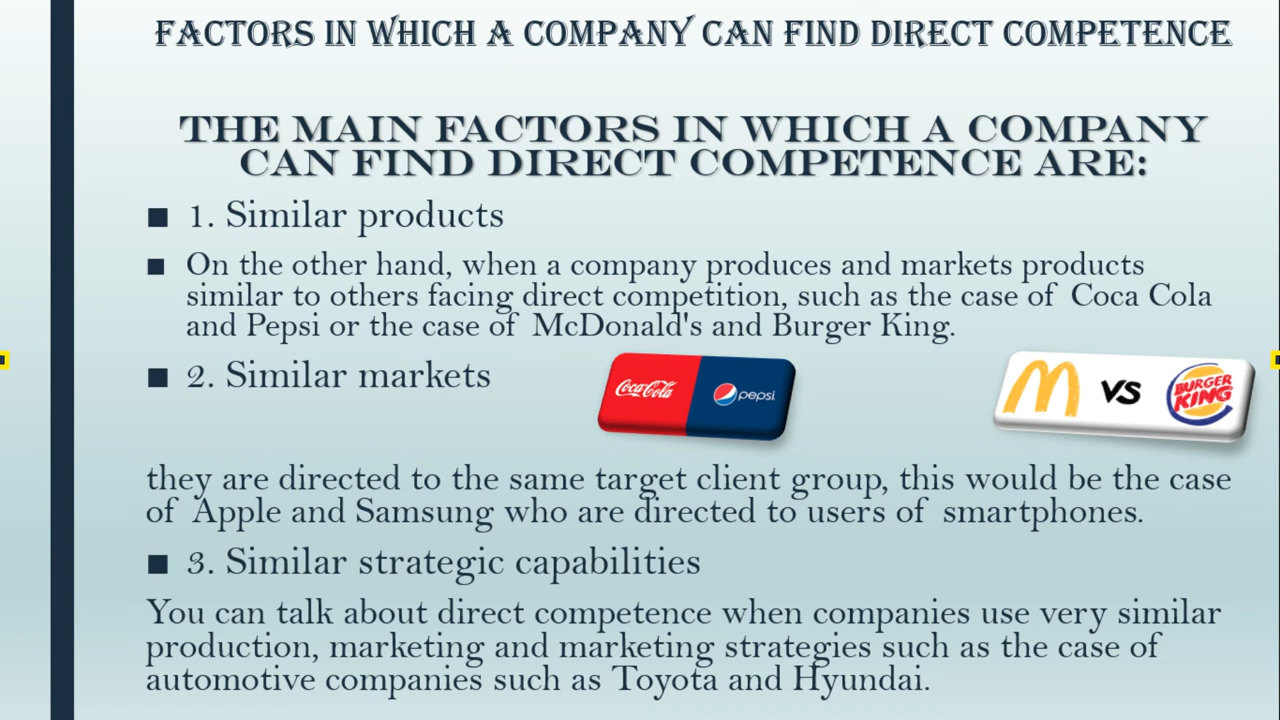 FACTORS IN WHICH A COMPANY CAN FIND DIRECT COMPETENCE
THE MAIN FACTORS IN WHICH A COMPANY
CAN FIND DIRECT COMPETENCE ARE:
■ 1. Similar products
■ On the other hand, when a company produces and markets products
similar to others facing direct competition, such as the case of Coca Cola
and Pepsi or the case of McDonald's and Burger King.
■ 2. Similar markets
Coca-Cola pepsi
M VS BURGER KING
they are directed to the same target client group, this would be the case
of Apple and Samsung who are directed to users of smartphones.
■ 3. Similar strategic capabilities
You can talk about direct competence when companies use very similar
production, marketing and marketing strategies such as the case of
automotive companies such as Toyota and Hyundai.